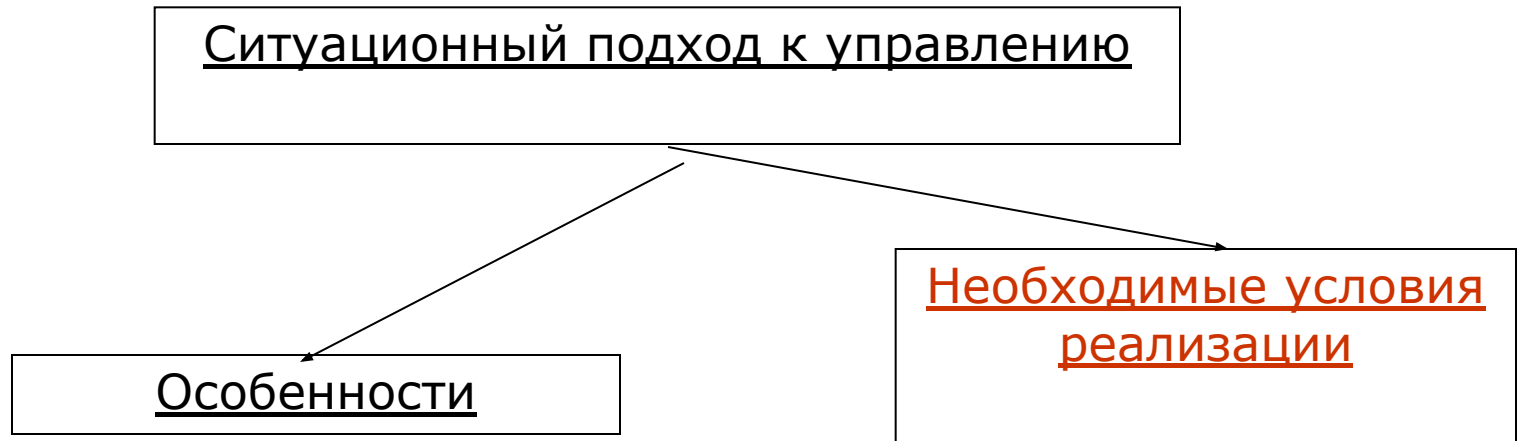 Ситуационный подход к управлению
Необходимые условия
реализации
Особенности